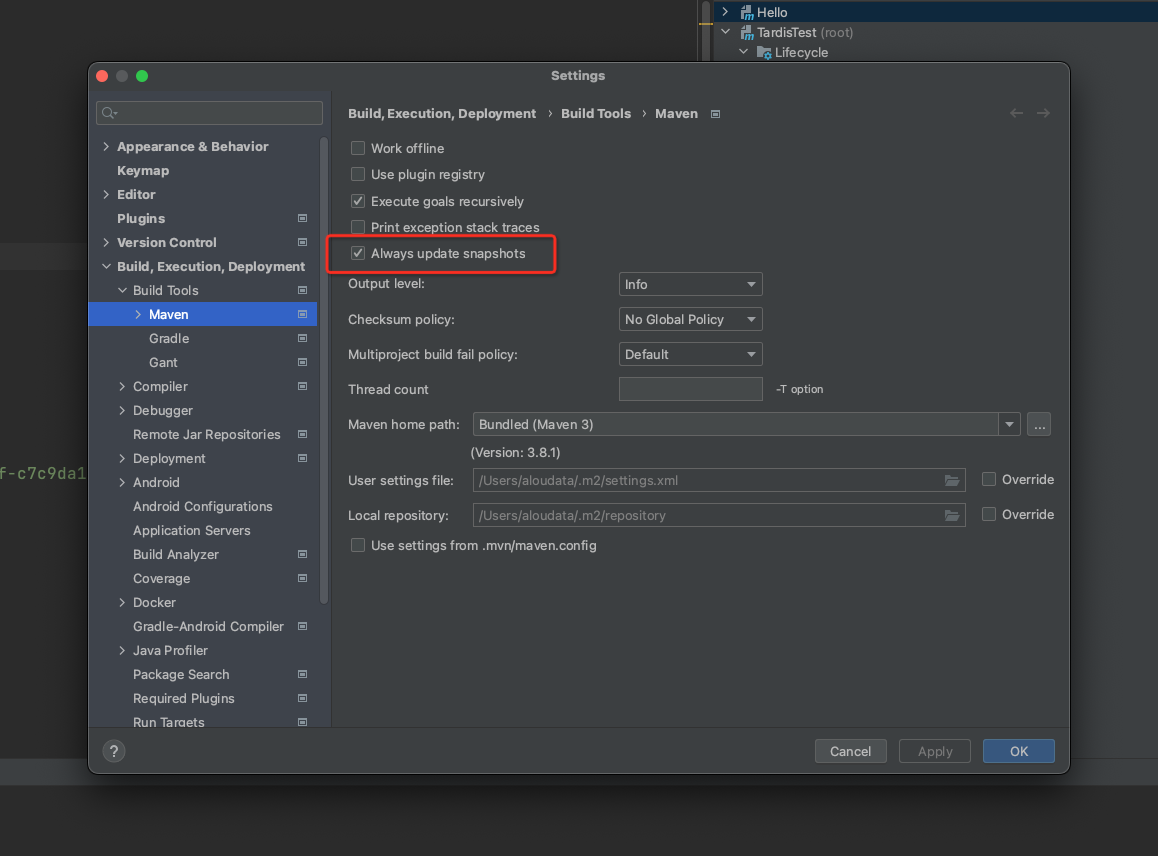 Hello
TardisTest (root)
Lifecycle
Settings
Build, Execution, Deployment › Build Tools › Maven
Appearance & Behavior
Keymap
Editor
Plugins
Version Control
Build, Execution, Deployment
Build Tools
Maven
Gradle
Gant
Compiler
Debugger
Remote Jar Repositories
Deployment
Android
Android Configurations
Application Servers
Build Analyzer
Coverage
Docker
Gradle-Android Compiler
Java Profiler
Package Search
Required Plugins
Run Targets
Work offline
Use plugin registry
Execute goals recursively
Print exception stack traces
Always update snapshots
Output level: Info
Checksum policy: No Global Policy
Multiproject build fail policy: Default
Thread count -T option
Maven home path: Bundled (Maven 3) ...
(Version: 3.8.1)
User settings file: /Users/aloudata/.m2/settings.xml Override
Local repository: /Users/aloudata/.m2/repository Override
Use settings from .mvn/maven.config
f-c7c9da1
? Cancel Apply OK